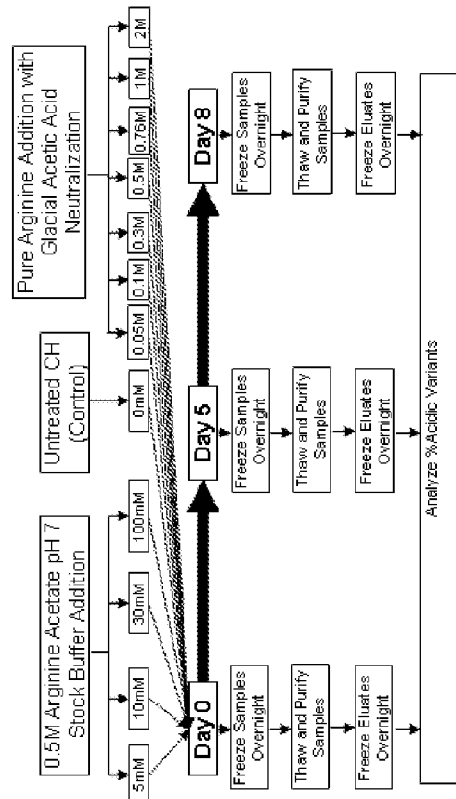 0.5M Arginine Acetate pH 7
Stock Buffer Addition
Untreated CH
(Control)
Pure Arginine Addition with
Glacial Acetic Acid
Neutralization
5mM
10mM
30mM
100mM
0mM
0.05M
0.1M
0.3M
0.5M
0.76M
1M
2M
Day 0
Day 5
Day 8
Freeze Samples
Overnight
Freeze Samples
Overnight
Freeze Samples
Overnight
Thaw and Purify
Samples
Thaw and Purify
Samples
Thaw and Purify
Samples
Freeze Eluates
Overnight
Freeze Eluates
Overnight
Freeze Eluates
Overnight
Analyze %Acidic Variants